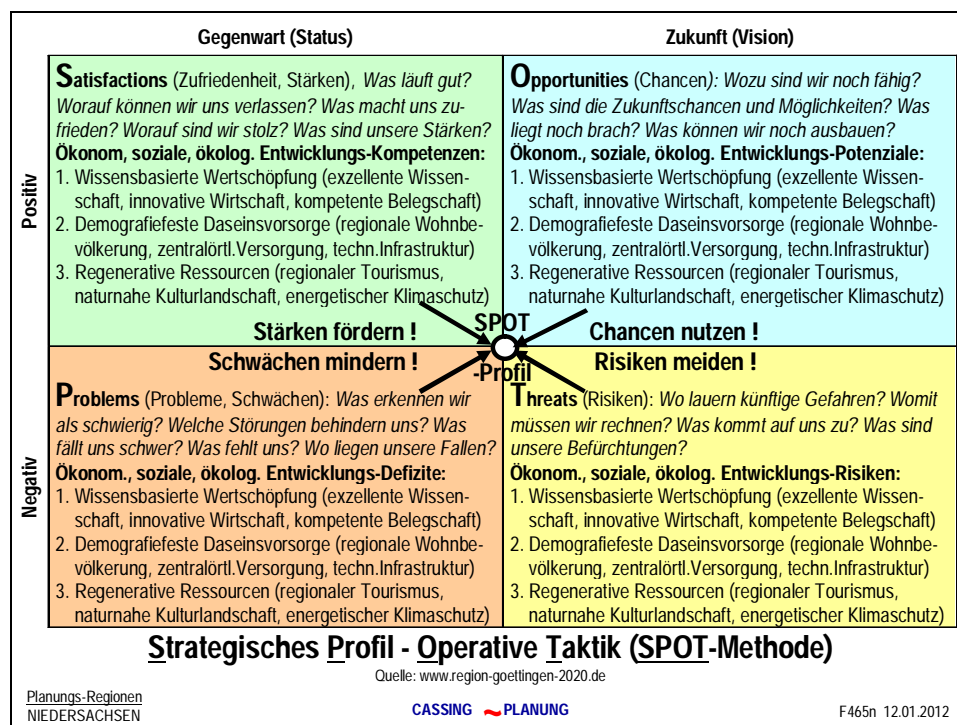 Gegenwart (Status)
Zukunft (Vision)
Positiv
Satisfactions (Zufriedenheit, Stärken), Was läuft gut?
Worauf können wir uns verlassen? Was macht uns zu-
frieden? Worauf sind wir stolz? Was sind unsere Stärken?
Ökonom, soziale, ökolog. Entwicklungs-Kompetenzen:
1. Wissensbasierte Wertschöpfung (exzellente Wissen-
schaft, innovative Wirtschaft, kompetente Belegschaft)
2. Demografiefeste Daseinsvorsorge (regionale Wohnbe-
völkerung, zentralörtl.Versorgung, techn.Infrastruktur)
3. Regenerative Ressourcen (regionaler Tourismus,
naturnahe Kulturlandschaft, energetischer Klimaschutz)
Stärken fördern !
Opportunities (Chancen): Wozu sind wir noch fähig?
Was sind die Zukunftschancen und Möglichkeiten? Was
liegt noch brach? Was können wir noch ausbauen?
Ökonom., soziale, ökolog. Entwicklungs-Potenziale:
1. Wissensbasierte Wertschöpfung (exzellente Wissen-
schaft, innovative Wirtschaft, kompetente Belegschaft)
2. Demografiefeste Daseinsvorsorge (regionale Wohnbe-
völkerung, zentralörtl.Versorgung, techn.Infrastruktur)
3. Regenerative Ressourcen (regionaler Tourismus,
naturnahe Kulturlandschaft, energetischer Klimaschutz)
Chancen nutzen !
SPOT
-Profil
Negativ
Schwächen mindern !
Problems (Probleme, Schwächen): Was erkennen wir
als schwierig? Welche Störungen behindern uns? Was
fällt uns schwer? Was fehlt uns? Wo liegen unsere Fallen?
Ökonom., soziale, ökolog. Entwicklungs-Defizite:
1. Wissensbasierte Wertschöpfung (exzellente Wissen-
schaft, innovative Wirtschaft, kompetente Belegschaft)
2. Demografiefeste Daseinsvorsorge (regionale Wohnbe-
völkerung, zentralörtl.Versorgung, techn.Infrastruktur)
3. Regenerative Ressourcen (regionaler Tourismus,
naturnahe Kulturlandschaft, energetischer Klimaschutz)
Risiken meiden !
Threats (Risiken): Wo lauern künftige Gefahren? Womit
müssen wir rechnen? Was kommt auf uns zu? Was sind
unsere Befürchtungen?
Ökonom., soziale, ökolog. Entwicklungs-Risiken:
1. Wissensbasierte Wertschöpfung (exzellente Wissen-
schaft, innovative Wirtschaft, kompetente Belegschaft)
2. Demografiefeste Daseinsvorsorge (regionale Wohnbe-
völkerung, zentralörtl.Versorgung, techn.Infrastruktur)
3. Regenerative Ressourcen (regionaler Tourismus,
naturnahe Kulturlandschaft, energetischer Klimaschutz)
Strategisches Profil - Operative Taktik (SPOT-Methode)
Quelle: www.region-goettingen-2020.de
Planungs-Regionen
NIEDERSACHSEN
CASSING ~ PLANUNG
F465n 12.01.2012